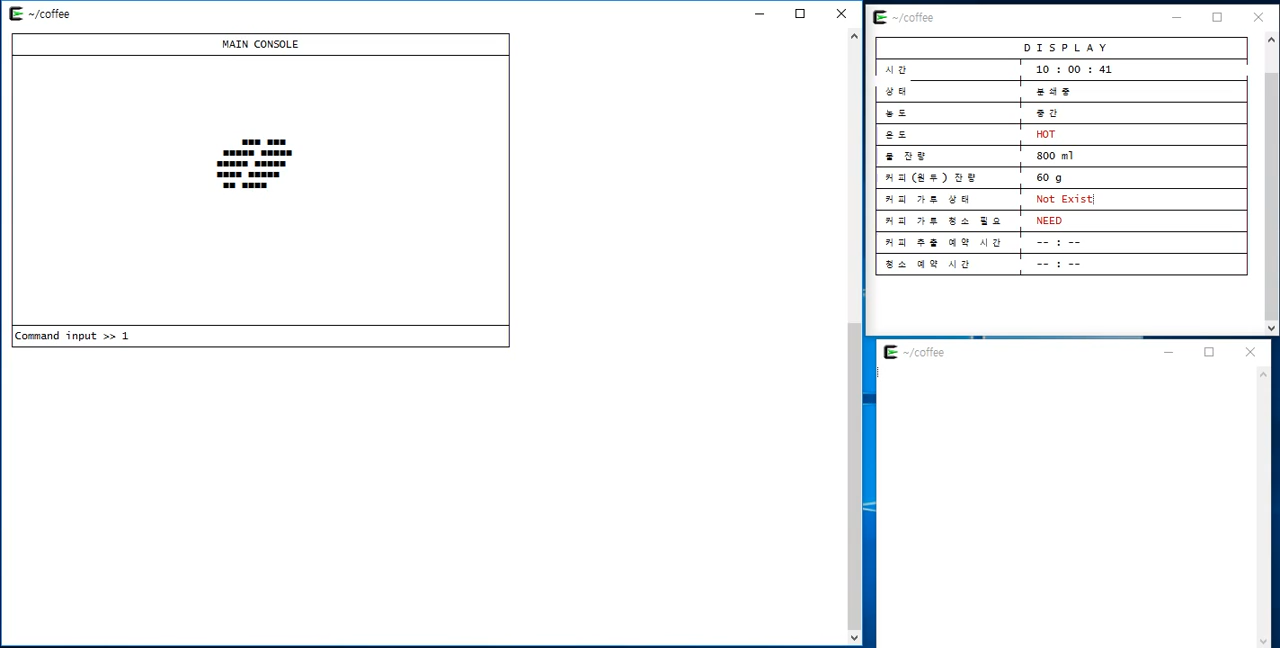 ~/coffee
MAIN CONSOLE
Command input >> 1
~/coffee
D I S P L A Y
시간 10 : 00 : 41
상태 분쇄중
농도 중간
온도 HOT
물 잔량 800 ml
커피(원두) 잔량 60 g
커피 가루 상태 Not Exist
커피 가루 청소 필요 NEED
커피 추출 예약 시간 -- : --
청소 예약 시간 -- : --
~/coffee